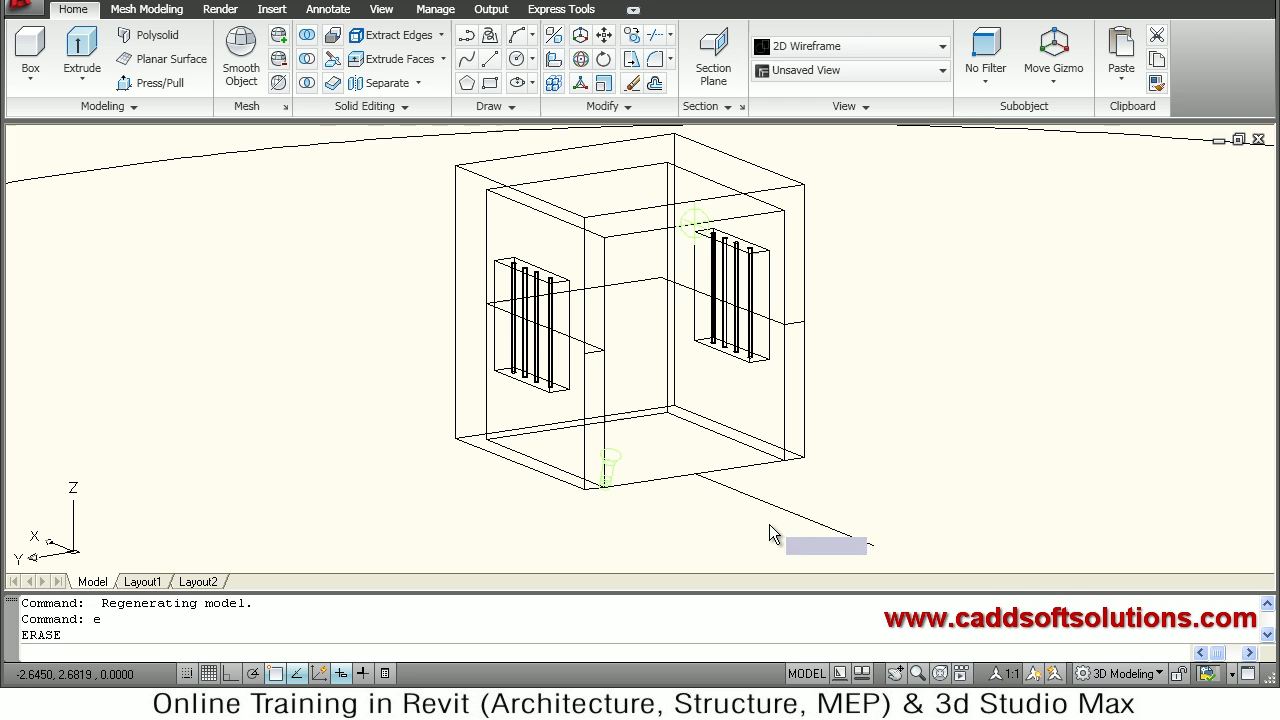 Home Mesh Modeling Render Insert Annotate View Manage Output Express Tools
Box
Extrude
Polysolid
Planar Surface
Press/Pull
Smooth
Object
Extract Edges
Extrude Faces
Separate
Section
Plane
2D Wireframe
Unsaved View
No Filter
Move Gizmo
Paste
Modeling
Mesh
Solid Editing
Draw
Modify
Section
View
Subobject
Clipboard
Z
X
Y
Model Layout1 Layout2
Command:  Regenerating model.
Command: e
ERASE
www.caddsoftsolutions.com
-2.6450, 2.6819, 0.0000
MODEL
1:1
3D Modeling
Online Training in Revit (Architecture, Structure, MEP) & 3d Studio Max